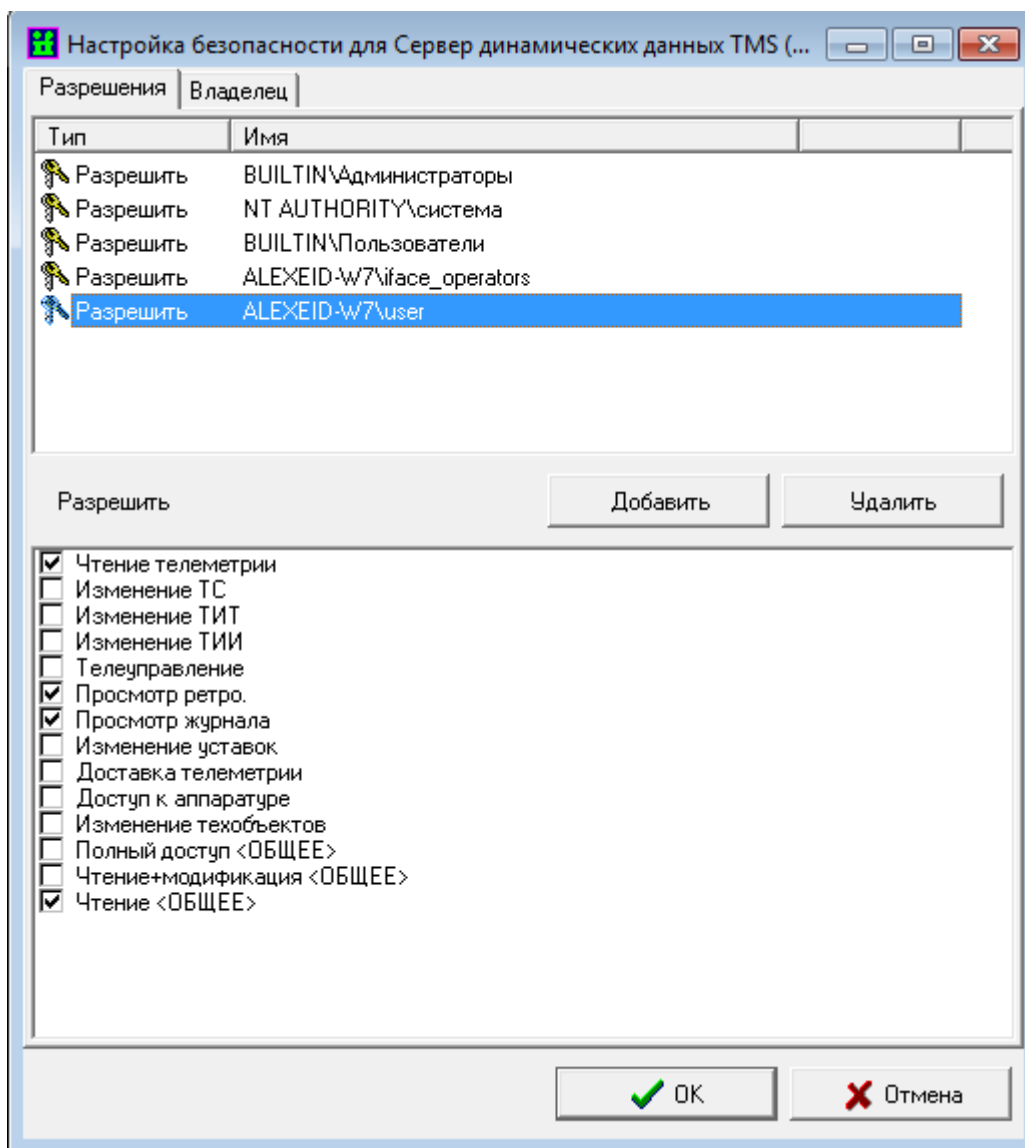 Настройка безопасности для Сервер динамических данных TMS (...
Разрешения Владелец
Тип Имя
Разрешить BUILTIN\Администраторы
Разрешить NT AUTHORITY\система
Разрешить BUILTIN\Пользователи
Разрешить ALEXEID-W7\iface_operators
Разрешить ALEXEID-W7\user
Разрешить Добавить Удалить
Чтение телеметрии
Изменение ТС
Изменение ТИТ
Изменение ТИИ
Телеуправление
Просмотр ретро.
Просмотр журнала
Изменение уставок
Доставка телеметрии
Доступ к аппаратуре
Изменение техобъектов
Полный доступ <ОБЩЕЕ>
Чтение+модификация <ОБЩЕЕ>
Чтение <ОБЩЕЕ>
OK Отмена